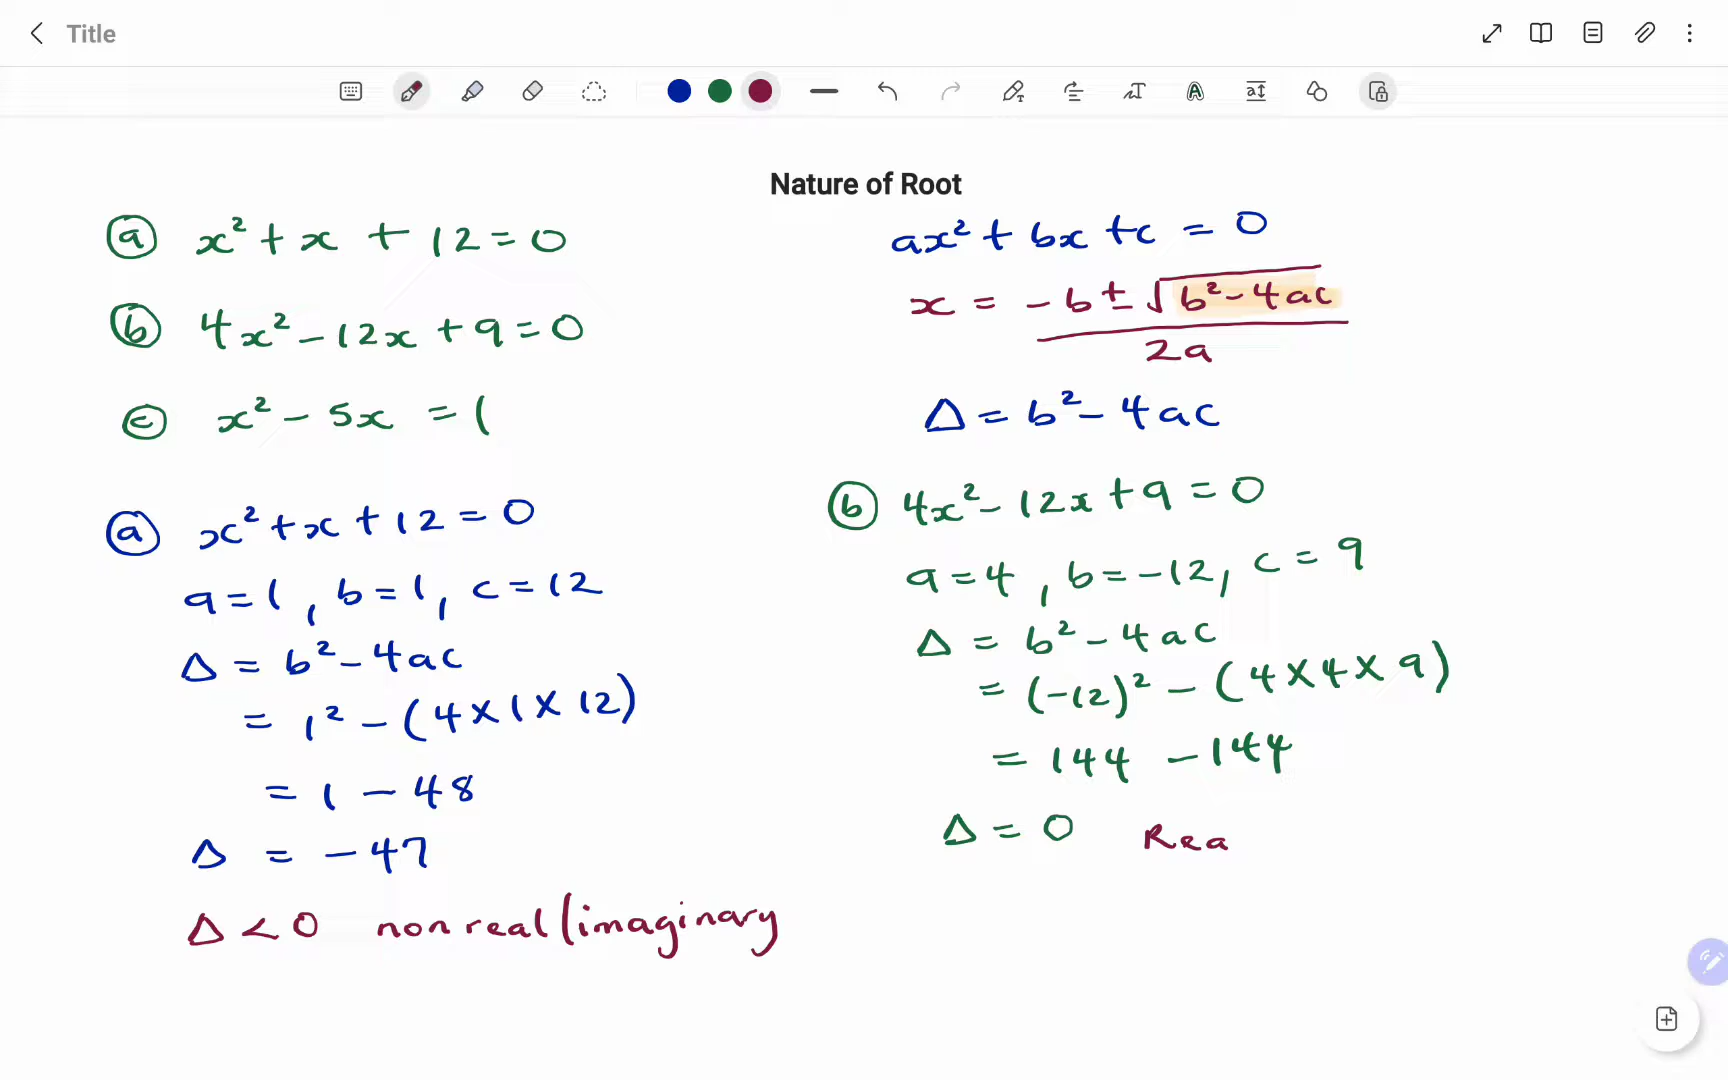 Title
Nature of Root
ⓐ x² + x + 12 = 0
ⓑ 4x² - 12x + 9 = 0
ⓒ x² - 5x = (
ax² + bx + c = 0
x = -b ± √b² - 4ac
2a
Δ = b² - 4ac
ⓐ x² + x + 12 = 0
a = 1, b = 1, c = 12
Δ = b² - 4ac
= 1² - (4 × 1 × 12)
= 1 - 48
Δ = -47
Δ < 0 non real/imaginary
ⓑ 4x² - 12x + 9 = 0
a = 4, b = -12, c = 9
Δ = b² - 4ac
= (-12)² - (4 × 4 × 9)
= 144 - 144
Δ = 0 Rea